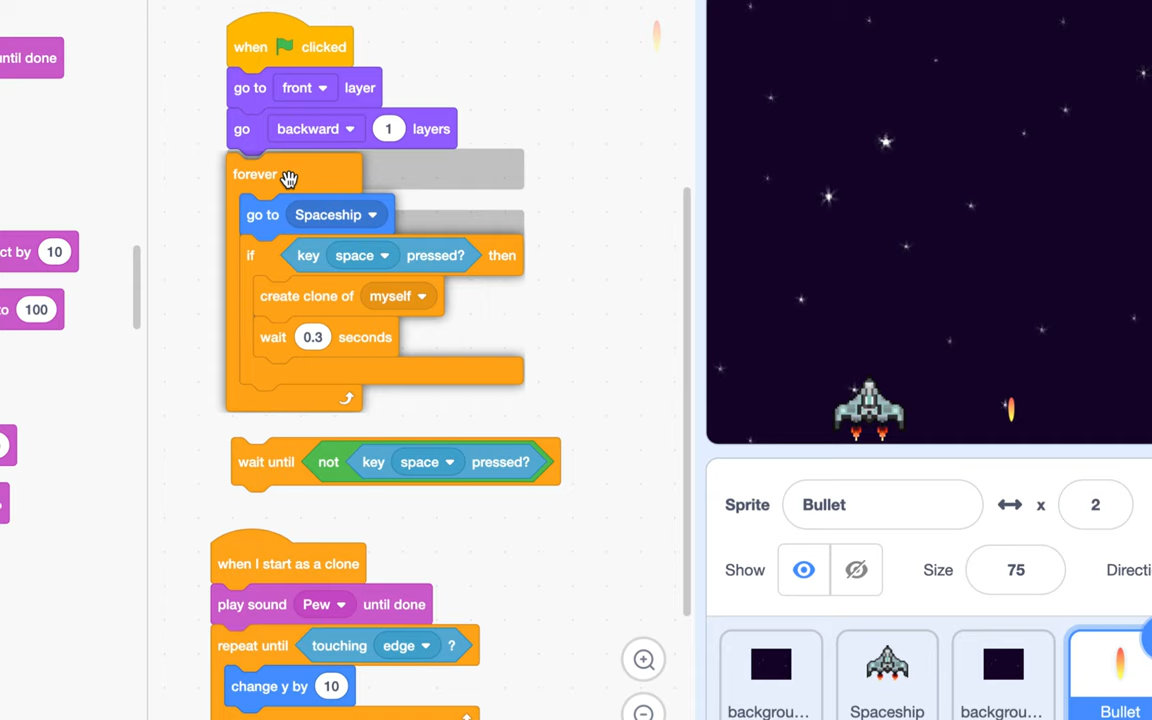 when clicked
until done
go to front layer
go backward 1 layers
forever
go to Spaceship
ct by 10
if key space pressed? then
create clone of myself
to 100
wait 0.3 seconds
wait until not key space pressed?
Sprite Bullet x 2
when I start as a clone
Show Size 75 Directi
play sound Pew until done
repeat until touching edge ?
change y by 10
backgrou... Spaceship backgrou... Bullet